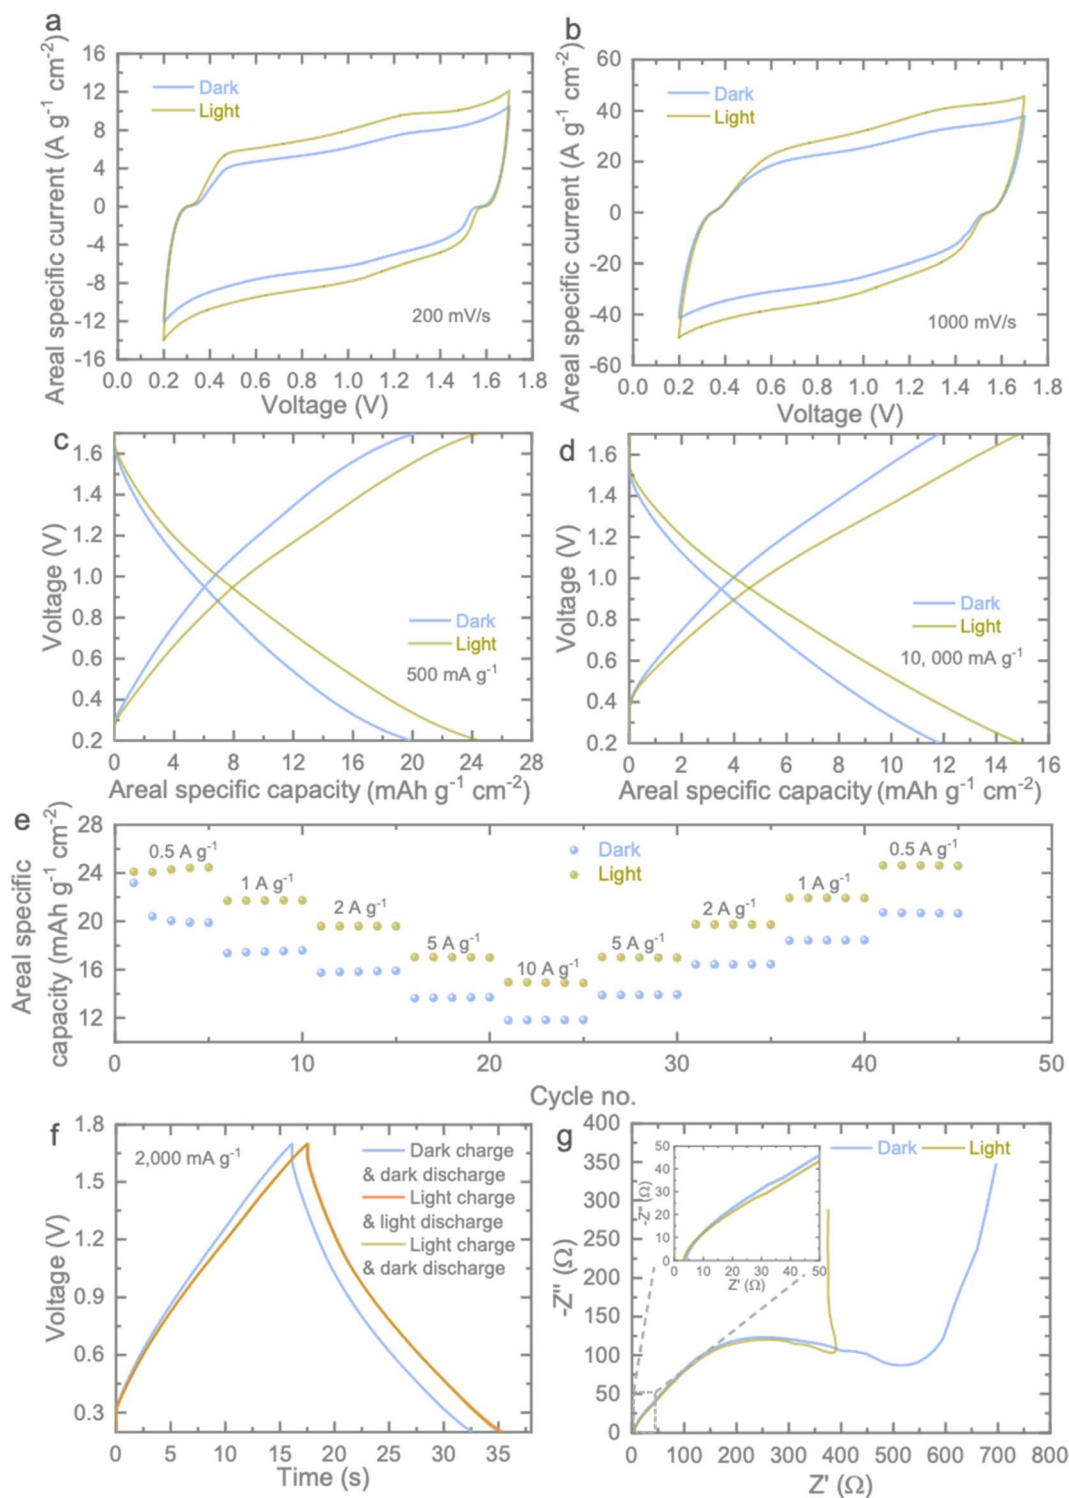 a
Areal specific current (A g⁻¹ cm⁻²)
16
12
8
4
0
-4
-8
-12
-16
Dark
Light
200 mV/s
0.0 0.2 0.4 0.6 0.8 1.0 1.2 1.4 1.6 1.8
Voltage (V)
b
Areal specific current (A g⁻¹ cm⁻²)
60
40
20
0
-20
-40
-60
Dark
Light
1000 mV/s
0.0 0.2 0.4 0.6 0.8 1.0 1.2 1.4 1.6 1.8
Voltage (V)
c
Voltage (V)
1.6
1.4
1.2
1.0
0.8
0.6
0.4
0.2
Dark
Light
500 mA g⁻¹
0 4 8 12 16 20 24 28
Areal specific capacity (mAh g⁻¹ cm⁻²)
d
Voltage (V)
1.6
1.4
1.2
1.0
0.8
0.6
0.4
0.2
Dark
Light
10, 000 mA g⁻¹
0 2 4 6 8 10 12 14 16
Areal specific capacity (mAh g⁻¹ cm⁻²)
e
Areal specific
capacity (mAh g⁻¹ cm⁻²)
28
24
20
16
12
0.5 A g⁻¹
1 A g⁻¹
2 A g⁻¹
5 A g⁻¹
10 A g⁻¹
5 A g⁻¹
2 A g⁻¹
1 A g⁻¹
0.5 A g⁻¹
Dark
Light
0 10 20 30 40 50
Cycle no.
f
Voltage (V)
1.8
1.5
1.2
0.9
0.6
0.3
2,000 mA g⁻¹
Dark charge
& dark discharge
Light charge
& light discharge
Light charge
& dark discharge
0 5 10 15 20 25 30 35
Time (s)
g
-Z'' (Ω)
400
350
300
250
200
150
100
50
0
Dark Light
-Z'' (Ω)
50
40
30
20
10
0
0 10 20 30 40 50
Z' (Ω)
0 100 200 300 400 500 600 700 800
Z' (Ω)